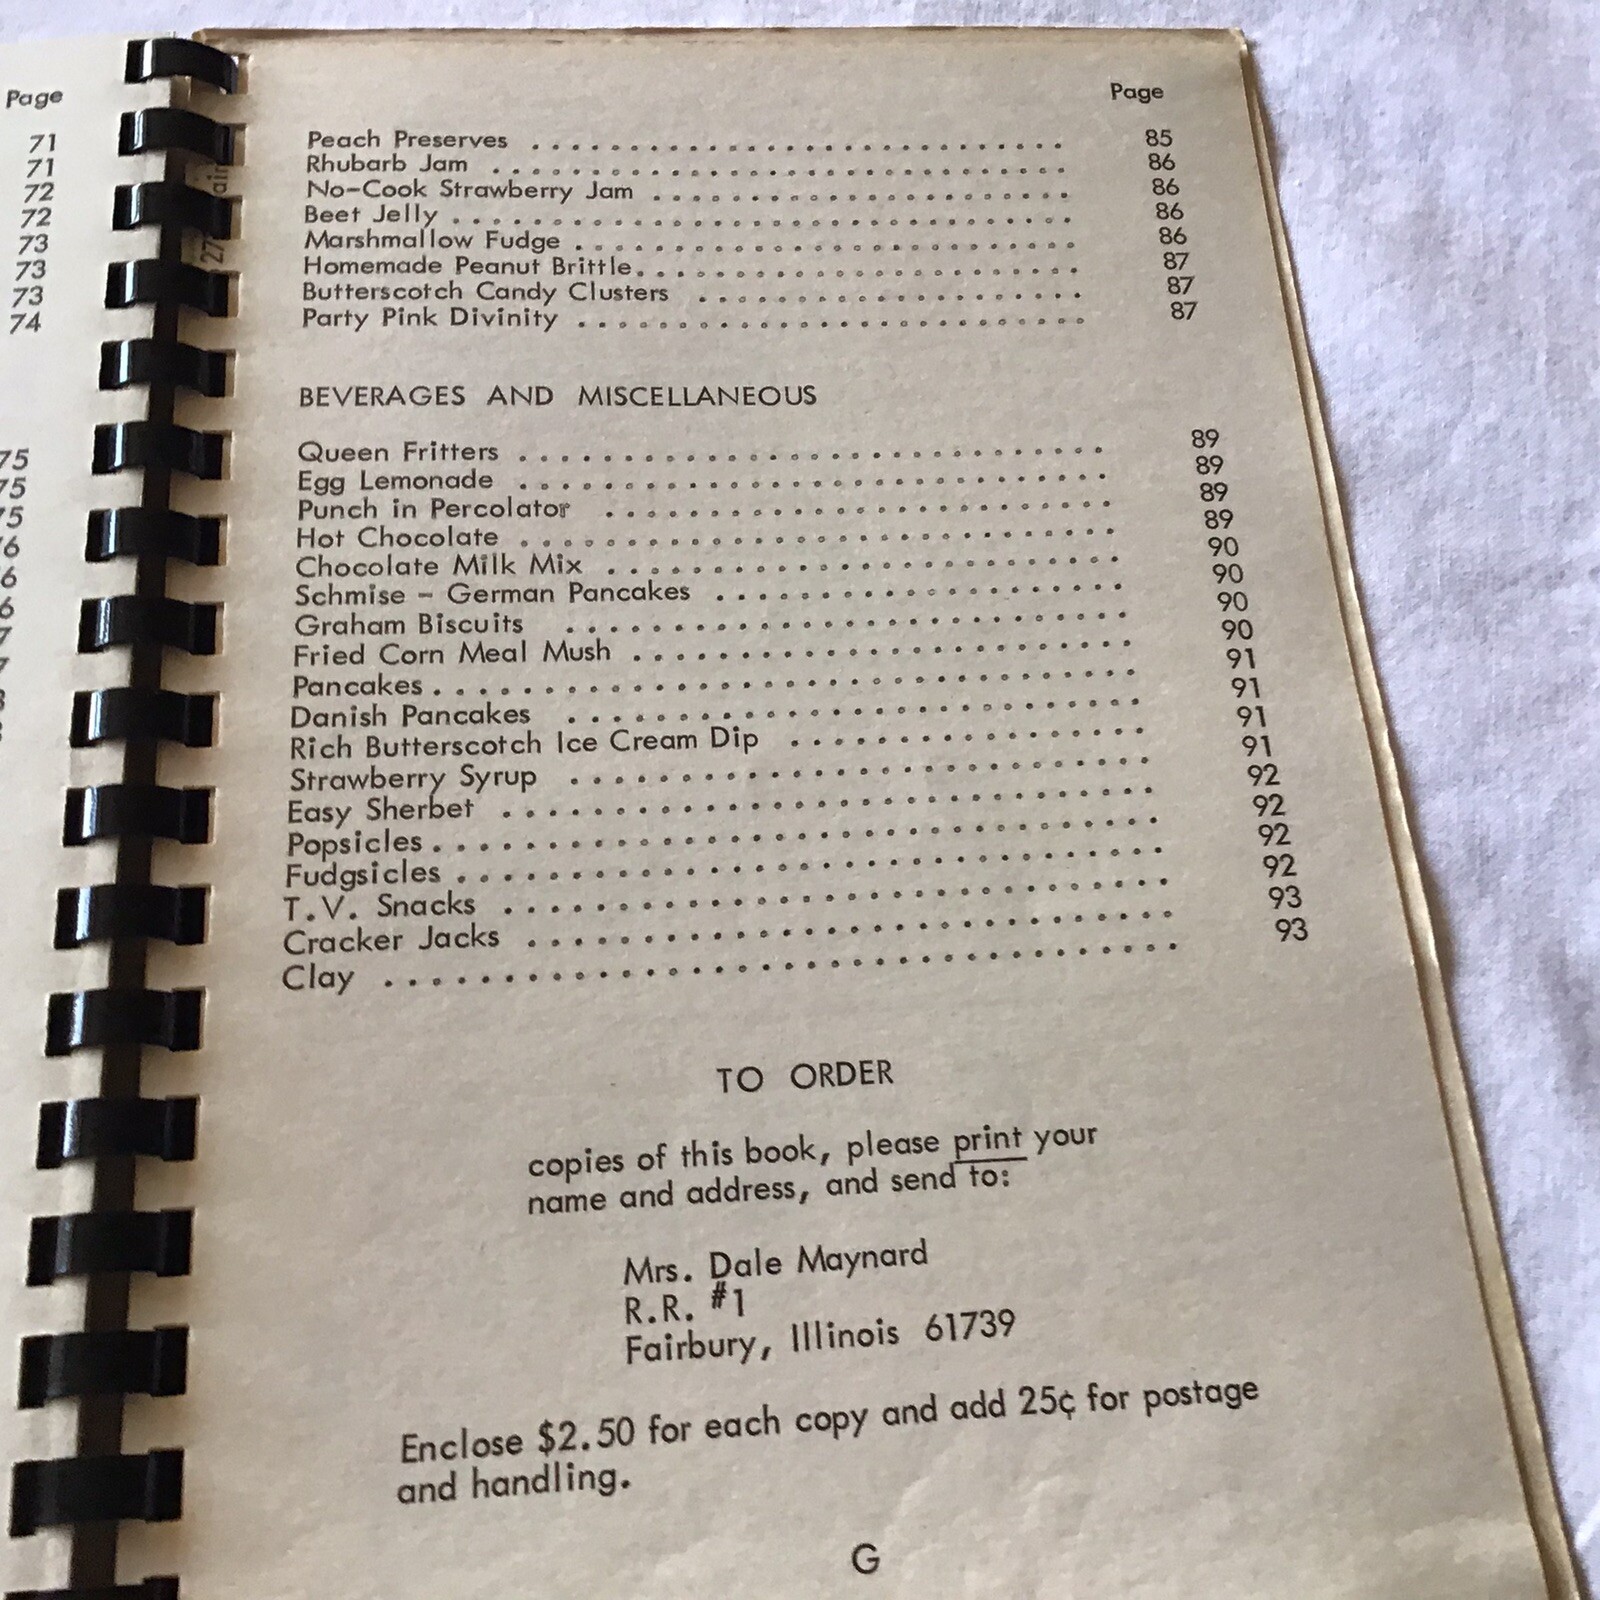 Page
71
71
72
72
73
73
73
74
Page
Peach Preserves . . . . . . . . . . . . . . . . . . . . . . . . . 85
Rhubarb Jam . . . . . . . . . . . . . . . . . . . . . . . . . . . 86
No-Cook Strawberry Jam . . . . . . . . . . . . . . . . . . . 86
Beet Jelly . . . . . . . . . . . . . . . . . . . . . . . . . . . . . 86
Marshmallow Fudge . . . . . . . . . . . . . . . . . . . . . . . 86
Homemade Peanut Brittle . . . . . . . . . . . . . . . . . . . . 87
Butterscotch Candy Clusters . . . . . . . . . . . . . . . . . . 87
Party Pink Divinity . . . . . . . . . . . . . . . . . . . . . . . . 87
BEVERAGES AND MISCELLANEOUS
Queen Fritters . . . . . . . . . . . . . . . . . . . . . . . . . . 89
Egg Lemonade . . . . . . . . . . . . . . . . . . . . . . . . . . 89
Punch in Percolator . . . . . . . . . . . . . . . . . . . . . . . 89
Hot Chocolate . . . . . . . . . . . . . . . . . . . . . . . . . . 89
Chocolate Milk Mix . . . . . . . . . . . . . . . . . . . . . . . 90
Schmise - German Pancakes . . . . . . . . . . . . . . . . . . 90
Graham Biscuits . . . . . . . . . . . . . . . . . . . . . . . . . 90
Fried Corn Meal Mush . . . . . . . . . . . . . . . . . . . . . . 90
Pancakes . . . . . . . . . . . . . . . . . . . . . . . . . . . . . 91
Danish Pancakes . . . . . . . . . . . . . . . . . . . . . . . . . 91
Rich Butterscotch Ice Cream Dip . . . . . . . . . . . . . . . . 91
Strawberry Syrup . . . . . . . . . . . . . . . . . . . . . . . . . 91
Easy Sherbet . . . . . . . . . . . . . . . . . . . . . . . . . . . 92
Popsicles . . . . . . . . . . . . . . . . . . . . . . . . . . . . . 92
Fudgsicles . . . . . . . . . . . . . . . . . . . . . . . . . . . . 92
T.V. Snacks . . . . . . . . . . . . . . . . . . . . . . . . . . . . 92
Cracker Jacks . . . . . . . . . . . . . . . . . . . . . . . . . . 93
Clay . . . . . . . . . . . . . . . . . . . . . . . . . . . . . . . . 93
TO ORDER
copies of this book, please print your
name and address, and send to:
Mrs. Dale Maynard
R.R. #1
Fairbury, Illinois 61739
Enclose $2.50 for each copy and add 25¢ for postage
and handling.
G